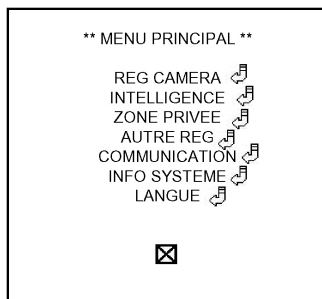 ** MENU PRINCIPAL **
REG CAMERA
INTELLIGENCE
ZONE PRIVEE
AUTRE REG
COMMUNICATION
INFO SYSTEME
LANGUE